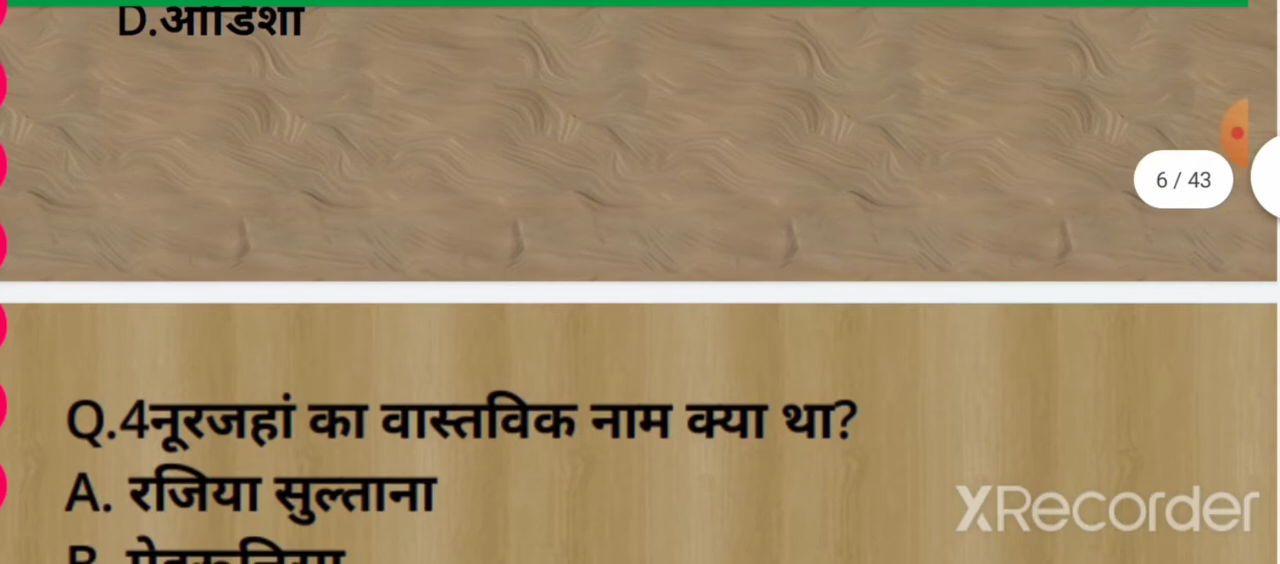 D.ओडिशा
6 / 43
Q.4नूरजहां का वास्तविक नाम क्या था?
A. रजिया सुल्ताना
B.
XRecorder